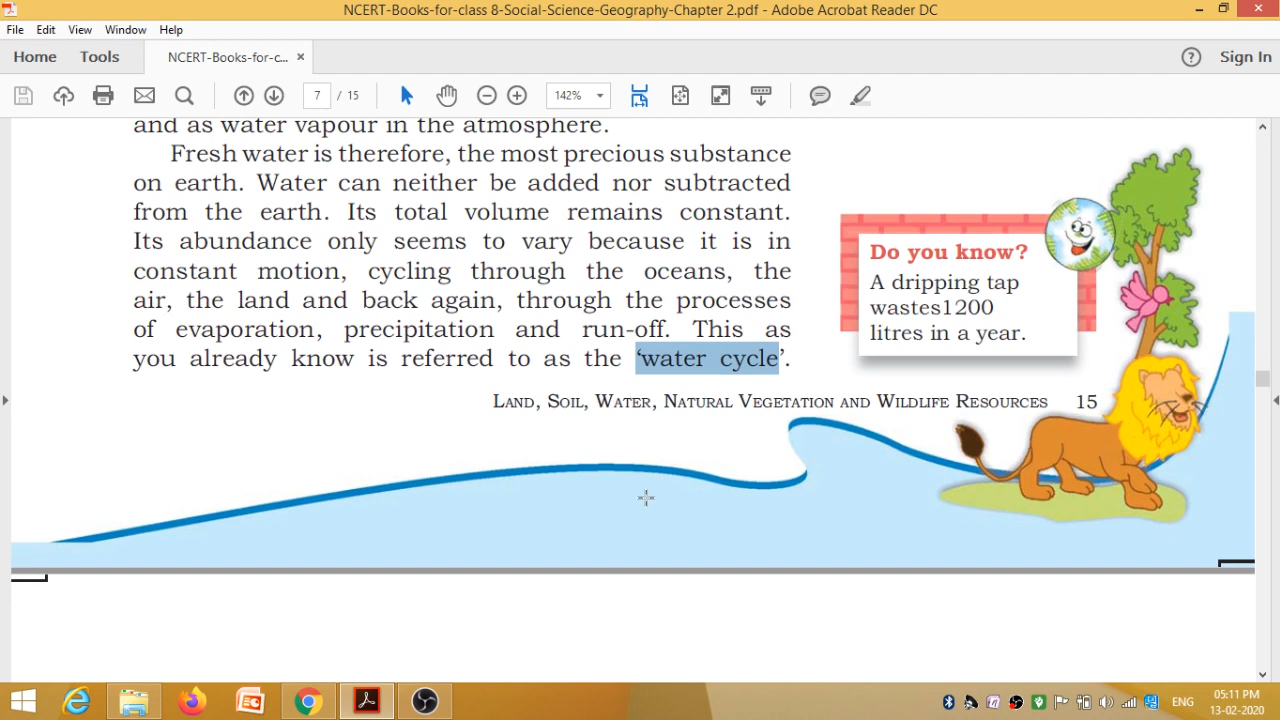 NCERT-Books-for-class 8-Social-Science-Geography-Chapter 2.pdf - Adobe Acrobat Reader DC
File Edit View Window Help
Home Tools NCERT-Books-for-c... × Sign In
7 / 15 142%
and as water vapour in the atmosphere.
Fresh water is therefore, the most precious substance
on earth. Water can neither be added nor subtracted
from the earth. Its total volume remains constant.
Its abundance only seems to vary because it is in
constant motion, cycling through the oceans, the
air, the land and back again, through the processes
of evaporation, precipitation and run-off. This as
you already know is referred to as the ‘water cycle’.
Do you know?
A dripping tap
wastes1200
litres in a year.
LAND, SOIL, WATER, NATURAL VEGETATION AND WILDLIFE RESOURCES 15
ENG
05:11 PM
13-02-2020